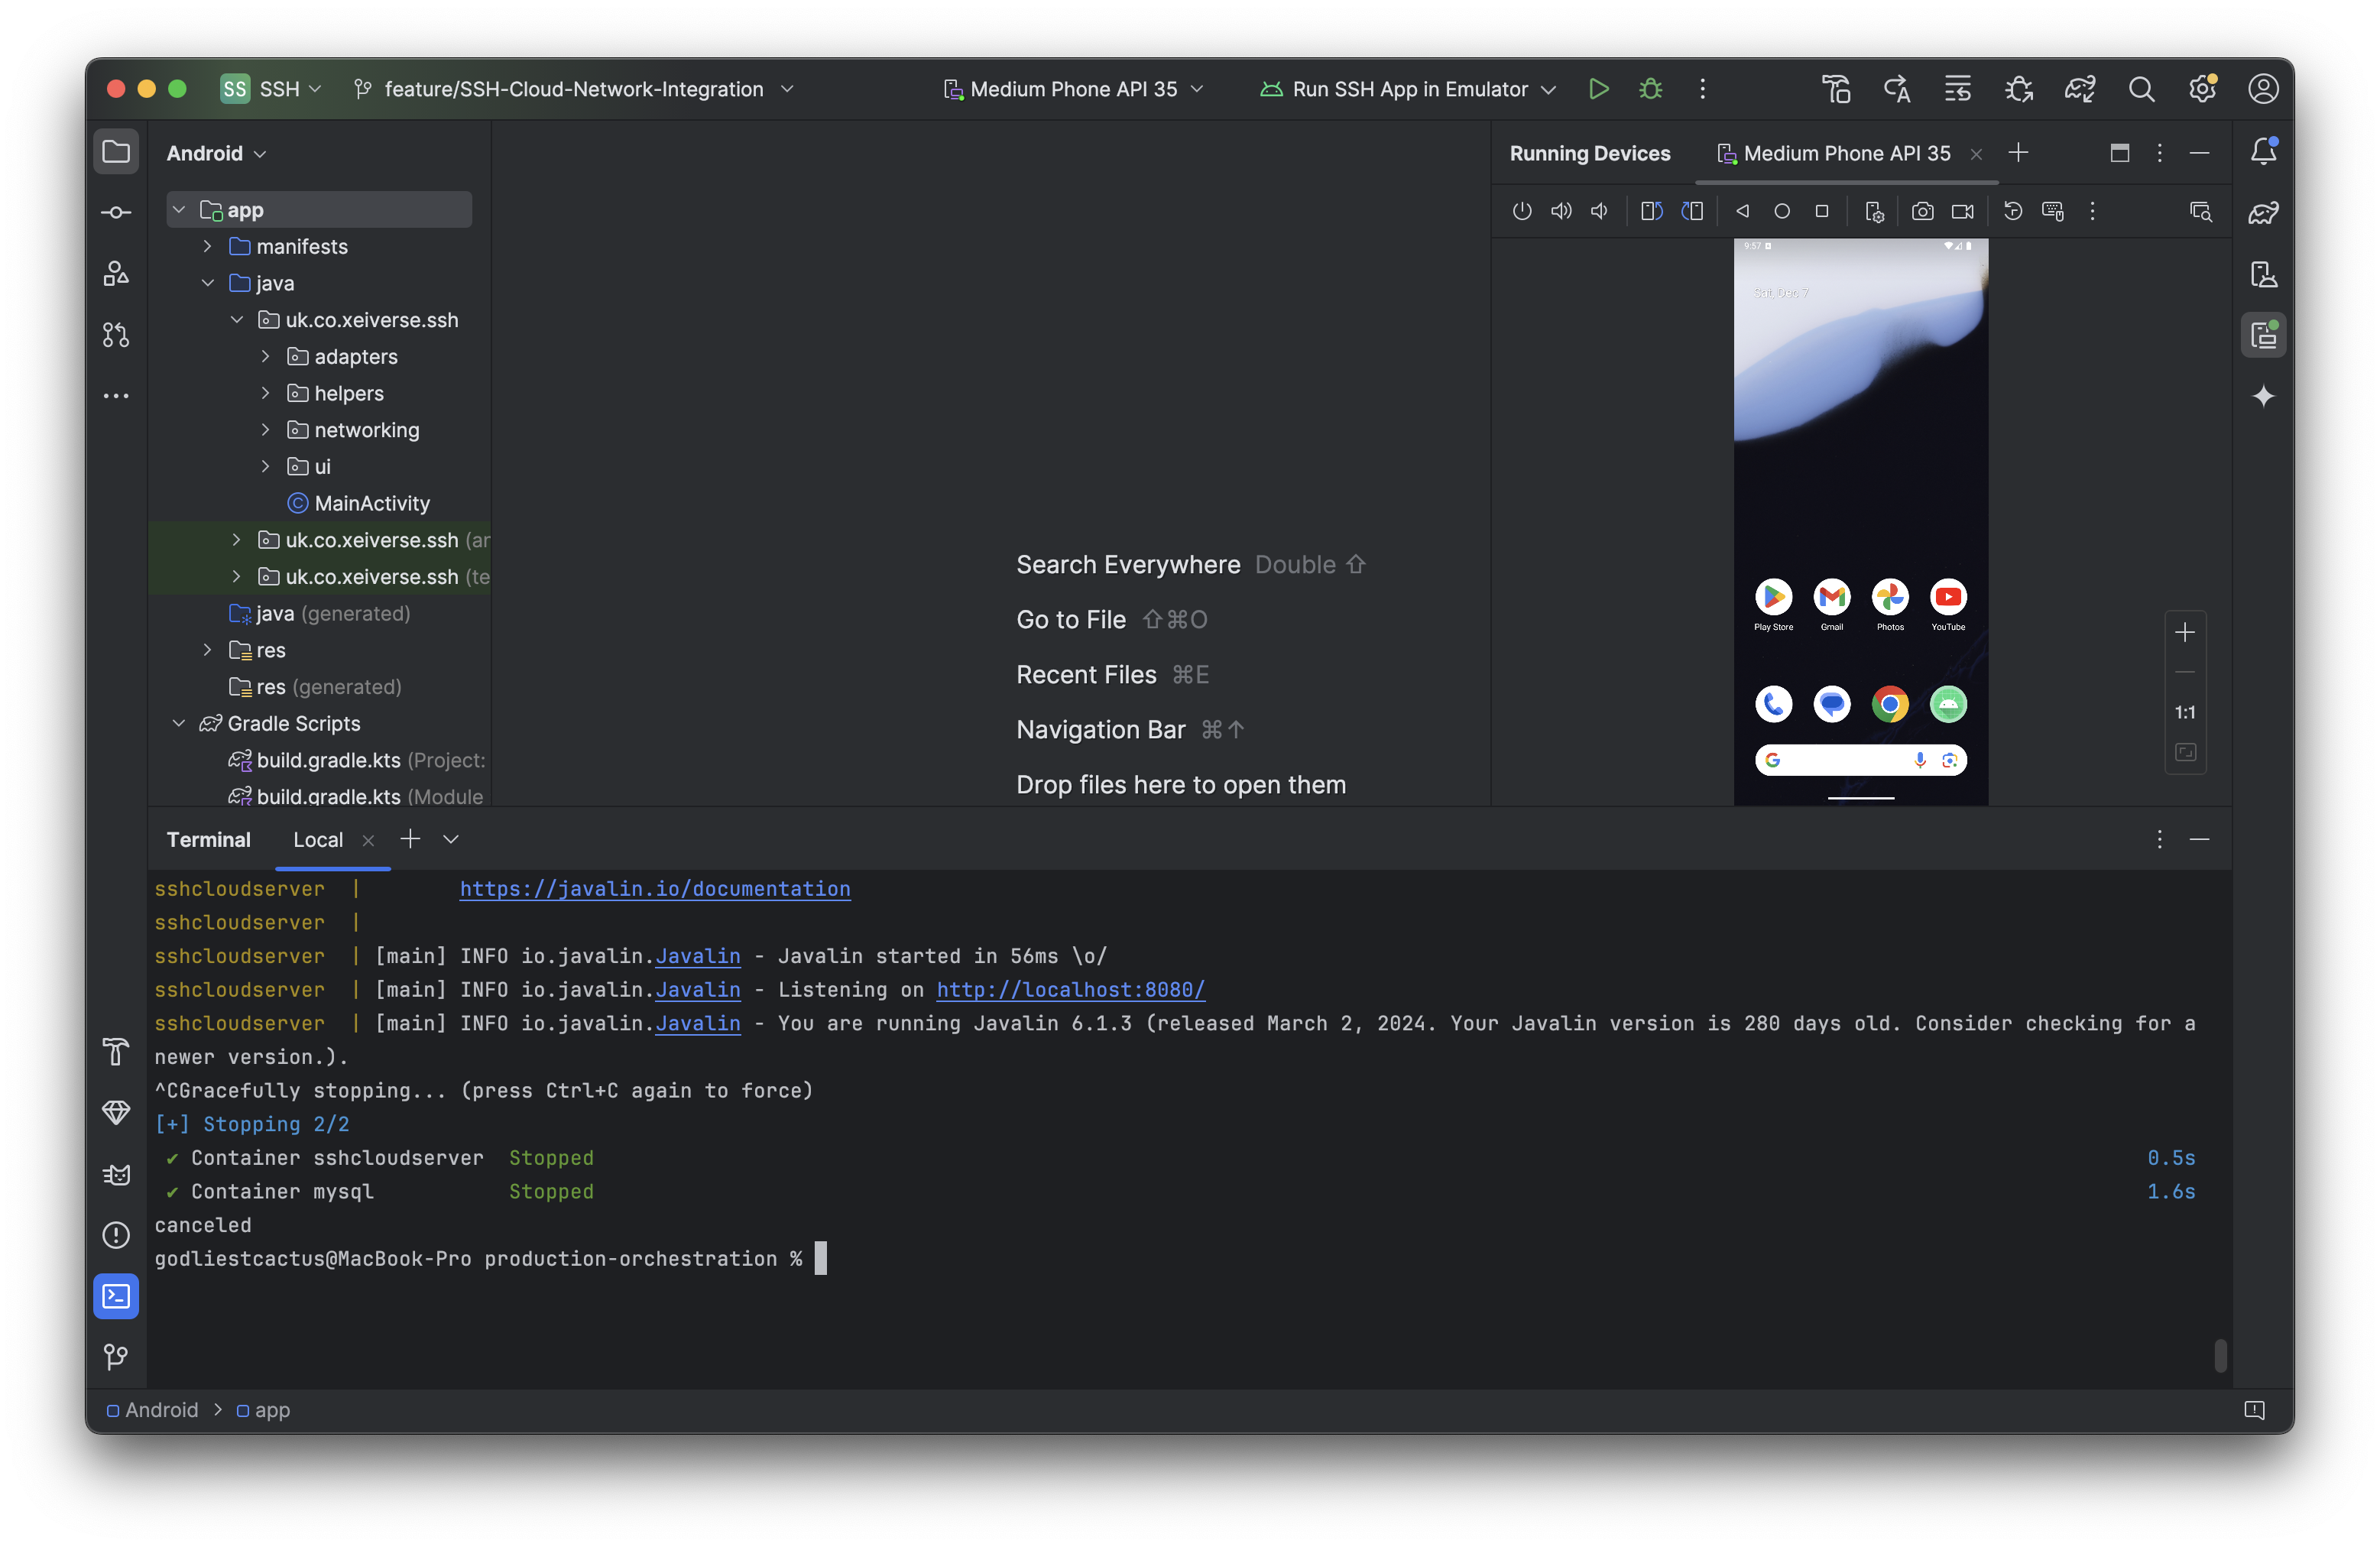 SS SSH feature/SSH-Cloud-Network-Integration Medium Phone API 35 Run SSH App in Emulator
Android
app
manifests
java
uk.co.xeiverse.ssh
adapters
helpers
networking
ui
MainActivity
uk.co.xeiverse.ssh (ar
uk.co.xeiverse.ssh (te
java (generated)
res
res (generated)
Gradle Scripts
build.gradle.kts (Project:
build.gradle.kts (Module
Search Everywhere Double ⇧
Go to File ⇧⌘O
Recent Files ⌘E
Navigation Bar ⌘↑
Drop files here to open them
Running Devices Medium Phone API 35
9:57
Sat, Dec 7
Play Store Gmail Photos YouTube
1:1
Terminal Local
sshcloudserver | https://javalin.io/documentation
sshcloudserver |
sshcloudserver | [main] INFO io.javalin.Javalin - Javalin started in 56ms \o/
sshcloudserver | [main] INFO io.javalin.Javalin - Listening on http://localhost:8080/
sshcloudserver | [main] INFO io.javalin.Javalin - You are running Javalin 6.1.3 (released March 2, 2024. Your Javalin version is 280 days old. Consider checking for a
newer version.).
^CGracefully stopping... (press Ctrl+C again to force)
[+] Stopping 2/2
✔ Container sshcloudserver Stopped 0.5s
✔ Container mysql Stopped 1.6s
canceled
godliestcactus@MacBook-Pro production-orchestration %
Android > app